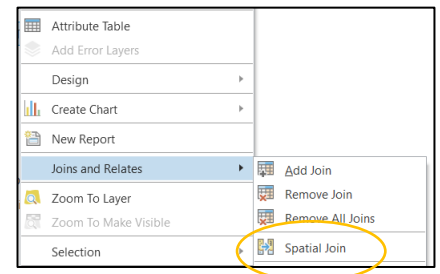 Attribute Table
Add Error Layers
Design
Create Chart
New Report
Joins and Relates
Zoom To Layer
Zoom To Make Visible
Selection
Add Join
Remove Join
Remove All Joins
Spatial Join